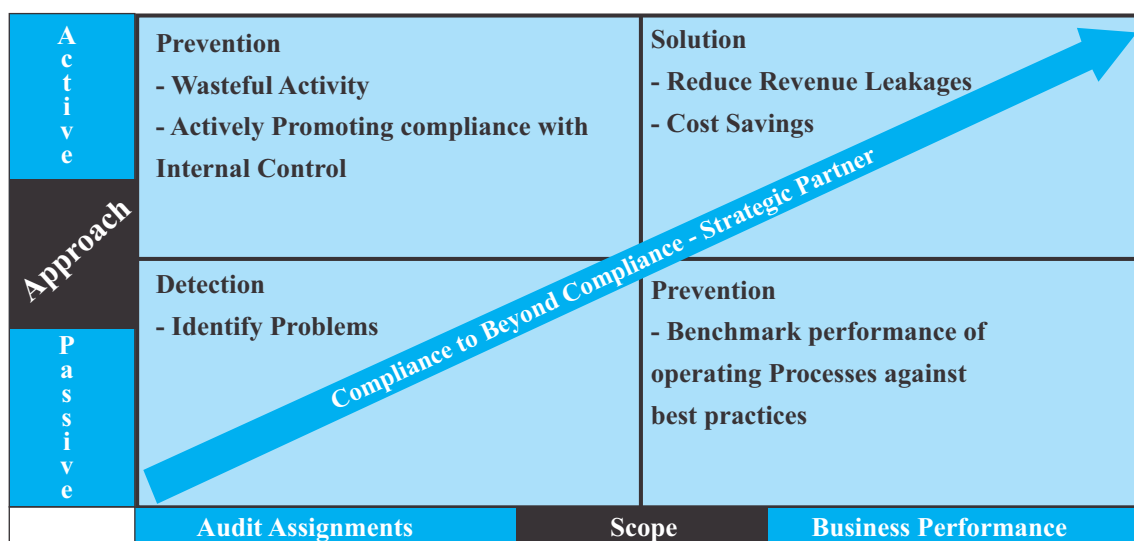 Active
Prevention
- Wasteful Activity
- Actively Promoting compliance with
Internal Control
Solution
- Reduce Revenue Leakages
- Cost Savings
Approach
Compliance to Beyond Compliance - Strategic Partner
Passive
Detection
- Identify Problems
Prevention
- Benchmark performance of
operating Processes against
best practices
Audit Assignments
Scope
Business Performance